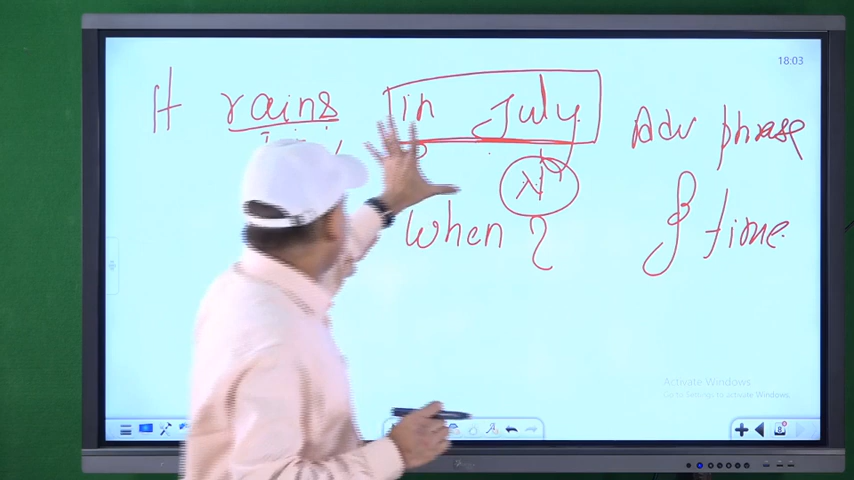 18:03
It rains in July Adv phrase
N
When ? of time.
Activate Windows
Go to Settings to activate Windows.
8